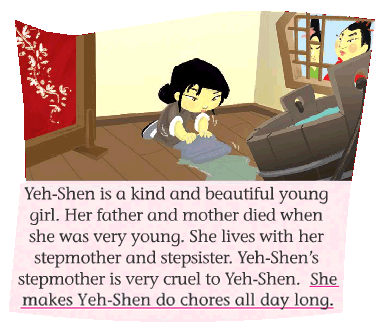 Yeh-Shen is a kind and beautiful young
girl. Her father and mother died when
she was very young. She lives with her
stepmother and stepsister. Yeh-Shen’s
stepmother is very cruel to Yeh-Shen. She
makes Yeh-Shen do chores all day long.